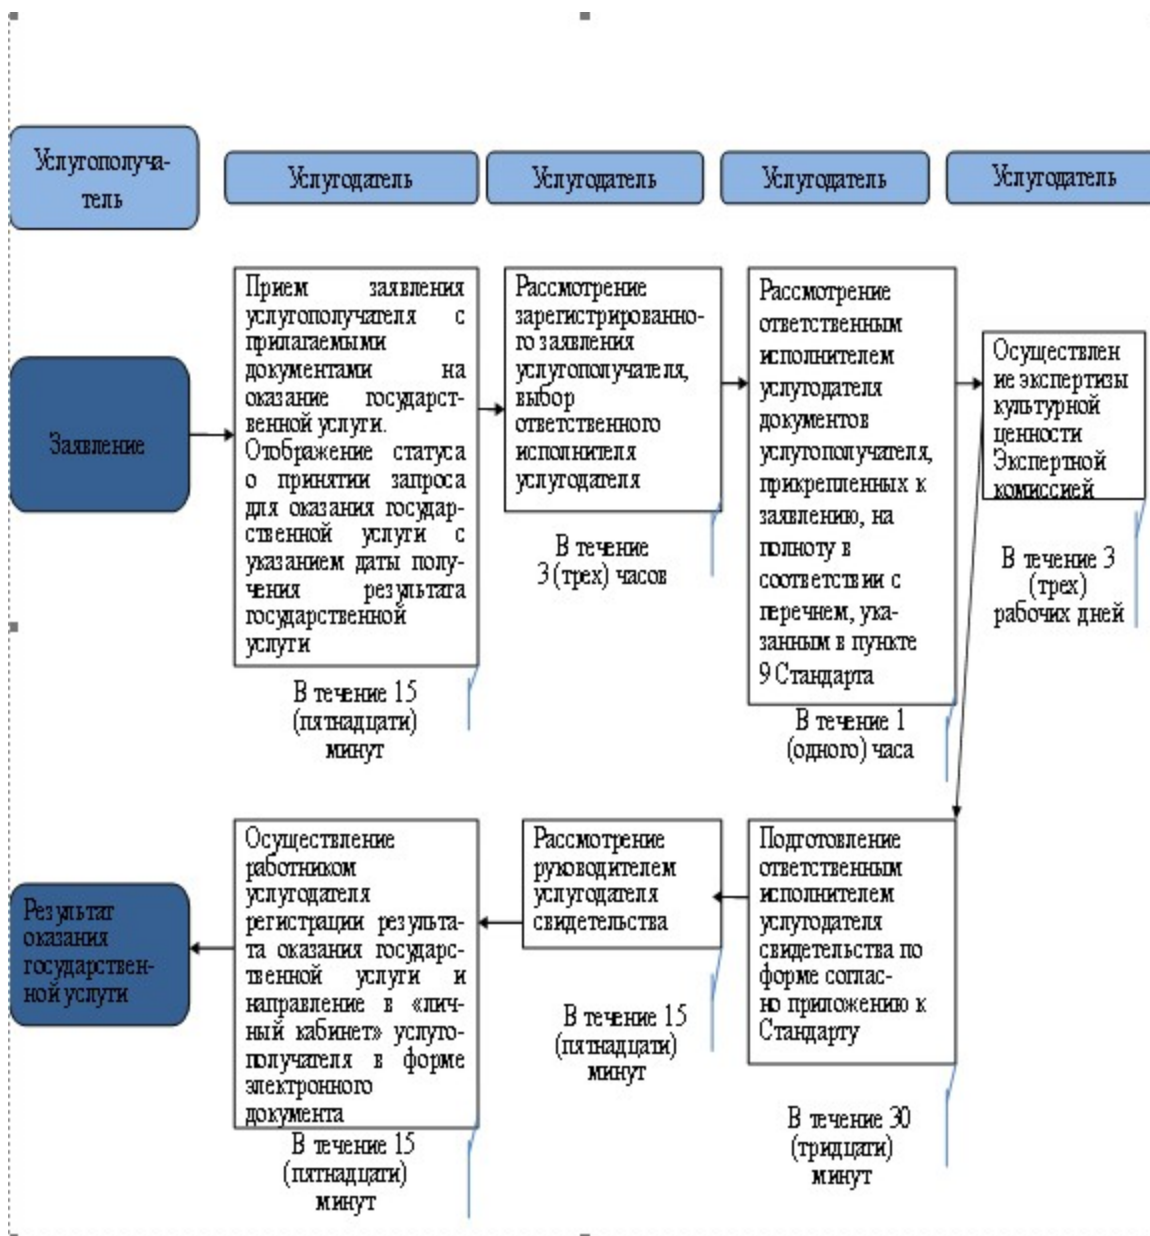 Услугополуча-
тель
Услугодатель
Услугодатель
Услугодатель
Услугодатель
Заявление
Прием заявления
услугополучателя с
прилагаемыми
документами на
оказание государст-
венной услуги.
Отображение статуса
о принятии запроса
для оказания государ-
ственной услуги с
указанием даты полу-
чения результата
государственной
услуги
В течение 15
(пятнадцати)
минут
Рассмотрение
зарегистрированно-
го заявления
услугополучателя,
выбор
ответственного
исполнителя
услугодателя
В течение
3 (трех) часов
Рассмотрение
ответственным
исполнителем
услугодателя
документов
услугополучателя,
прикрепленных к
заявлению, на
полноту в
соответствии с
перечнем, ука-
занным в пункте
9 Стандарта
В течение 1
(одного) часа
Осуществлен
ие экспертизы
культурной
ценности
Экспертной
комиссией
В течение 3
(трех)
рабочих дней
Подготовление
ответственным
исполнителем
услугодателя
свидетельства по
форме соглас-
но приложению к
Стандарту
В течение 30
(тридцати)
минут
Рассмотрение
руководителем
услугодателя
свидетельства
В течение 15
(пятнадцати)
минут
Осуществление
работником
услугодателя
регистрации результа-
та оказания государс-
твенной услуги и
направление в «лич-
ный кабинет» услуго-
получателя в форме
электронного
документа
В течение 15
(пятнадцати)
минут
Результат
оказания
государствен-
ной услуги